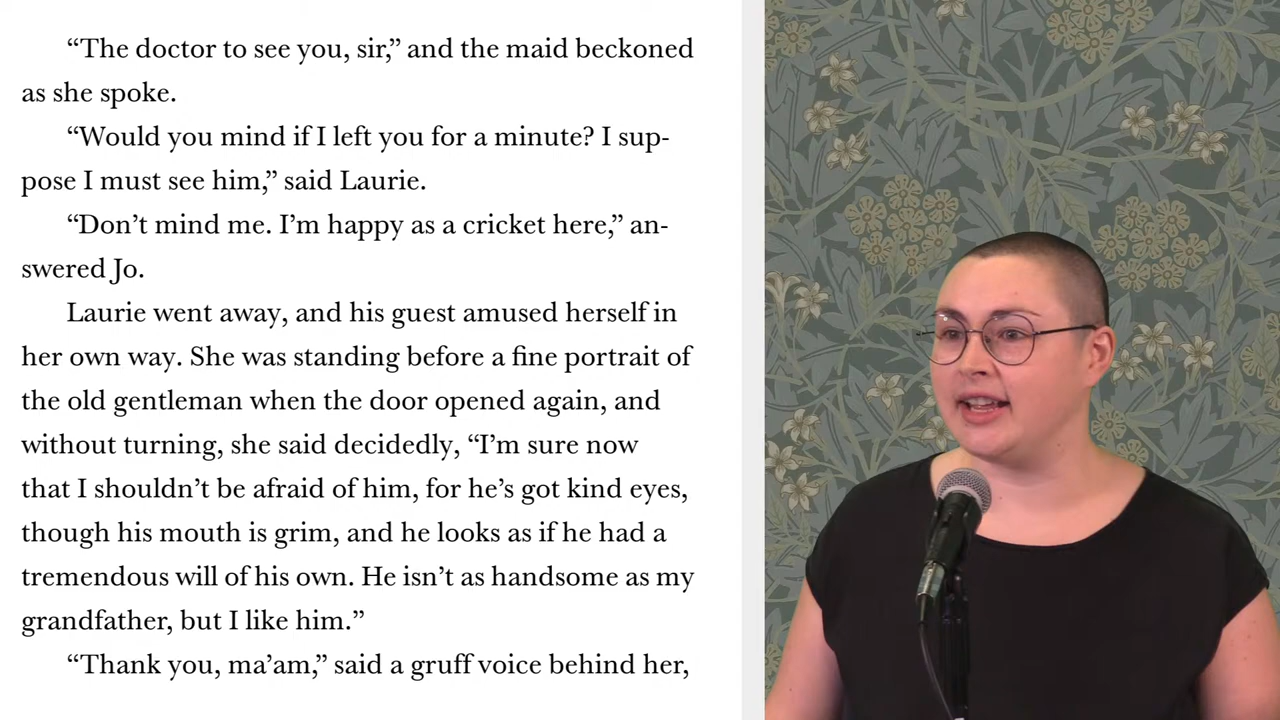 “The doctor to see you, sir,” and the maid beckoned
as she spoke.
“Would you mind if I left you for a minute? I sup-
pose I must see him,” said Laurie.
“Don’t mind me. I’m happy as a cricket here,” an-
swered Jo.
Laurie went away, and his guest amused herself in
her own way. She was standing before a fine portrait of
the old gentleman when the door opened again, and
without turning, she said decidedly, “I’m sure now
that I shouldn’t be afraid of him, for he’s got kind eyes,
though his mouth is grim, and he looks as if he had a
tremendous will of his own. He isn’t as handsome as my
grandfather, but I like him.”
“Thank you, ma’am,” said a gruff voice behind her,